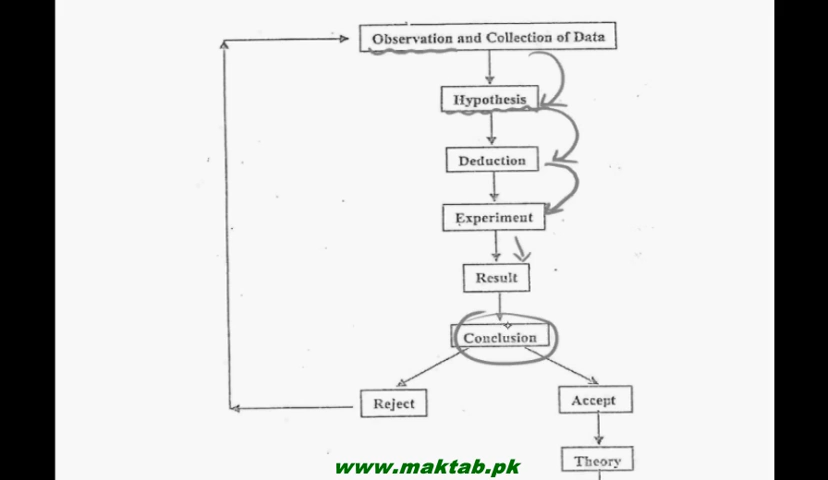 Observation and Collection of Data
Hypothesis
Deduction
Experiment
Result
Conclusion
Reject
Accept
Theory
www.maktab.pk